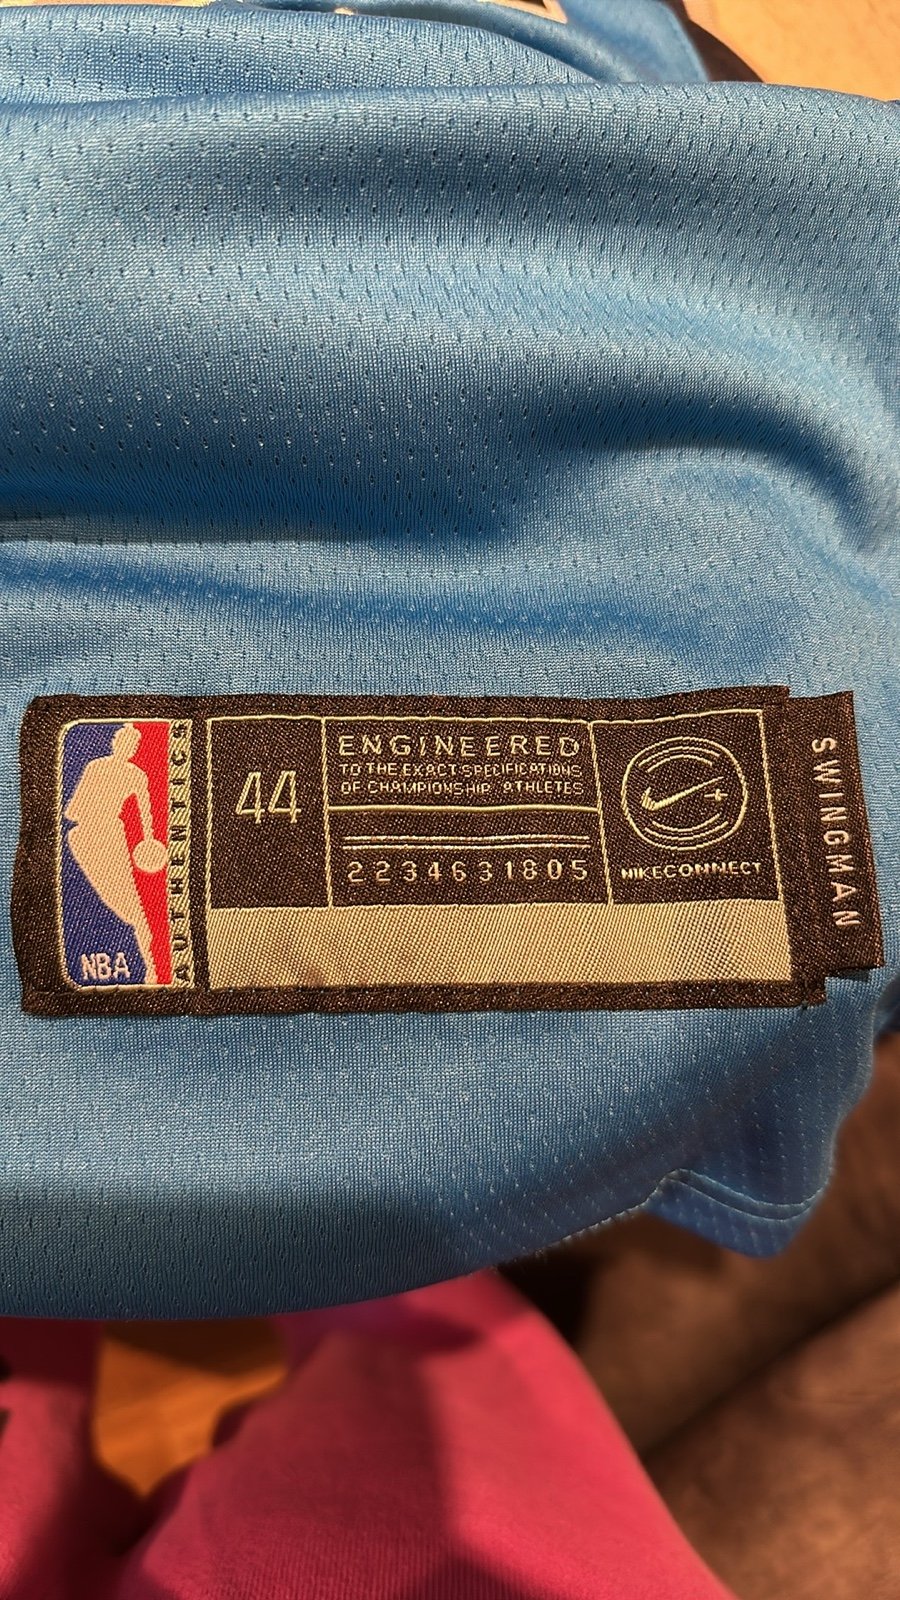 NBA
AUTHENTICS
44
ENGINEERED
TO THE EXACT SPECIFICATIONS
OF CHAMPIONSHIP ATHLETES
2234631805
NIKECONNECT
SWINGMAN